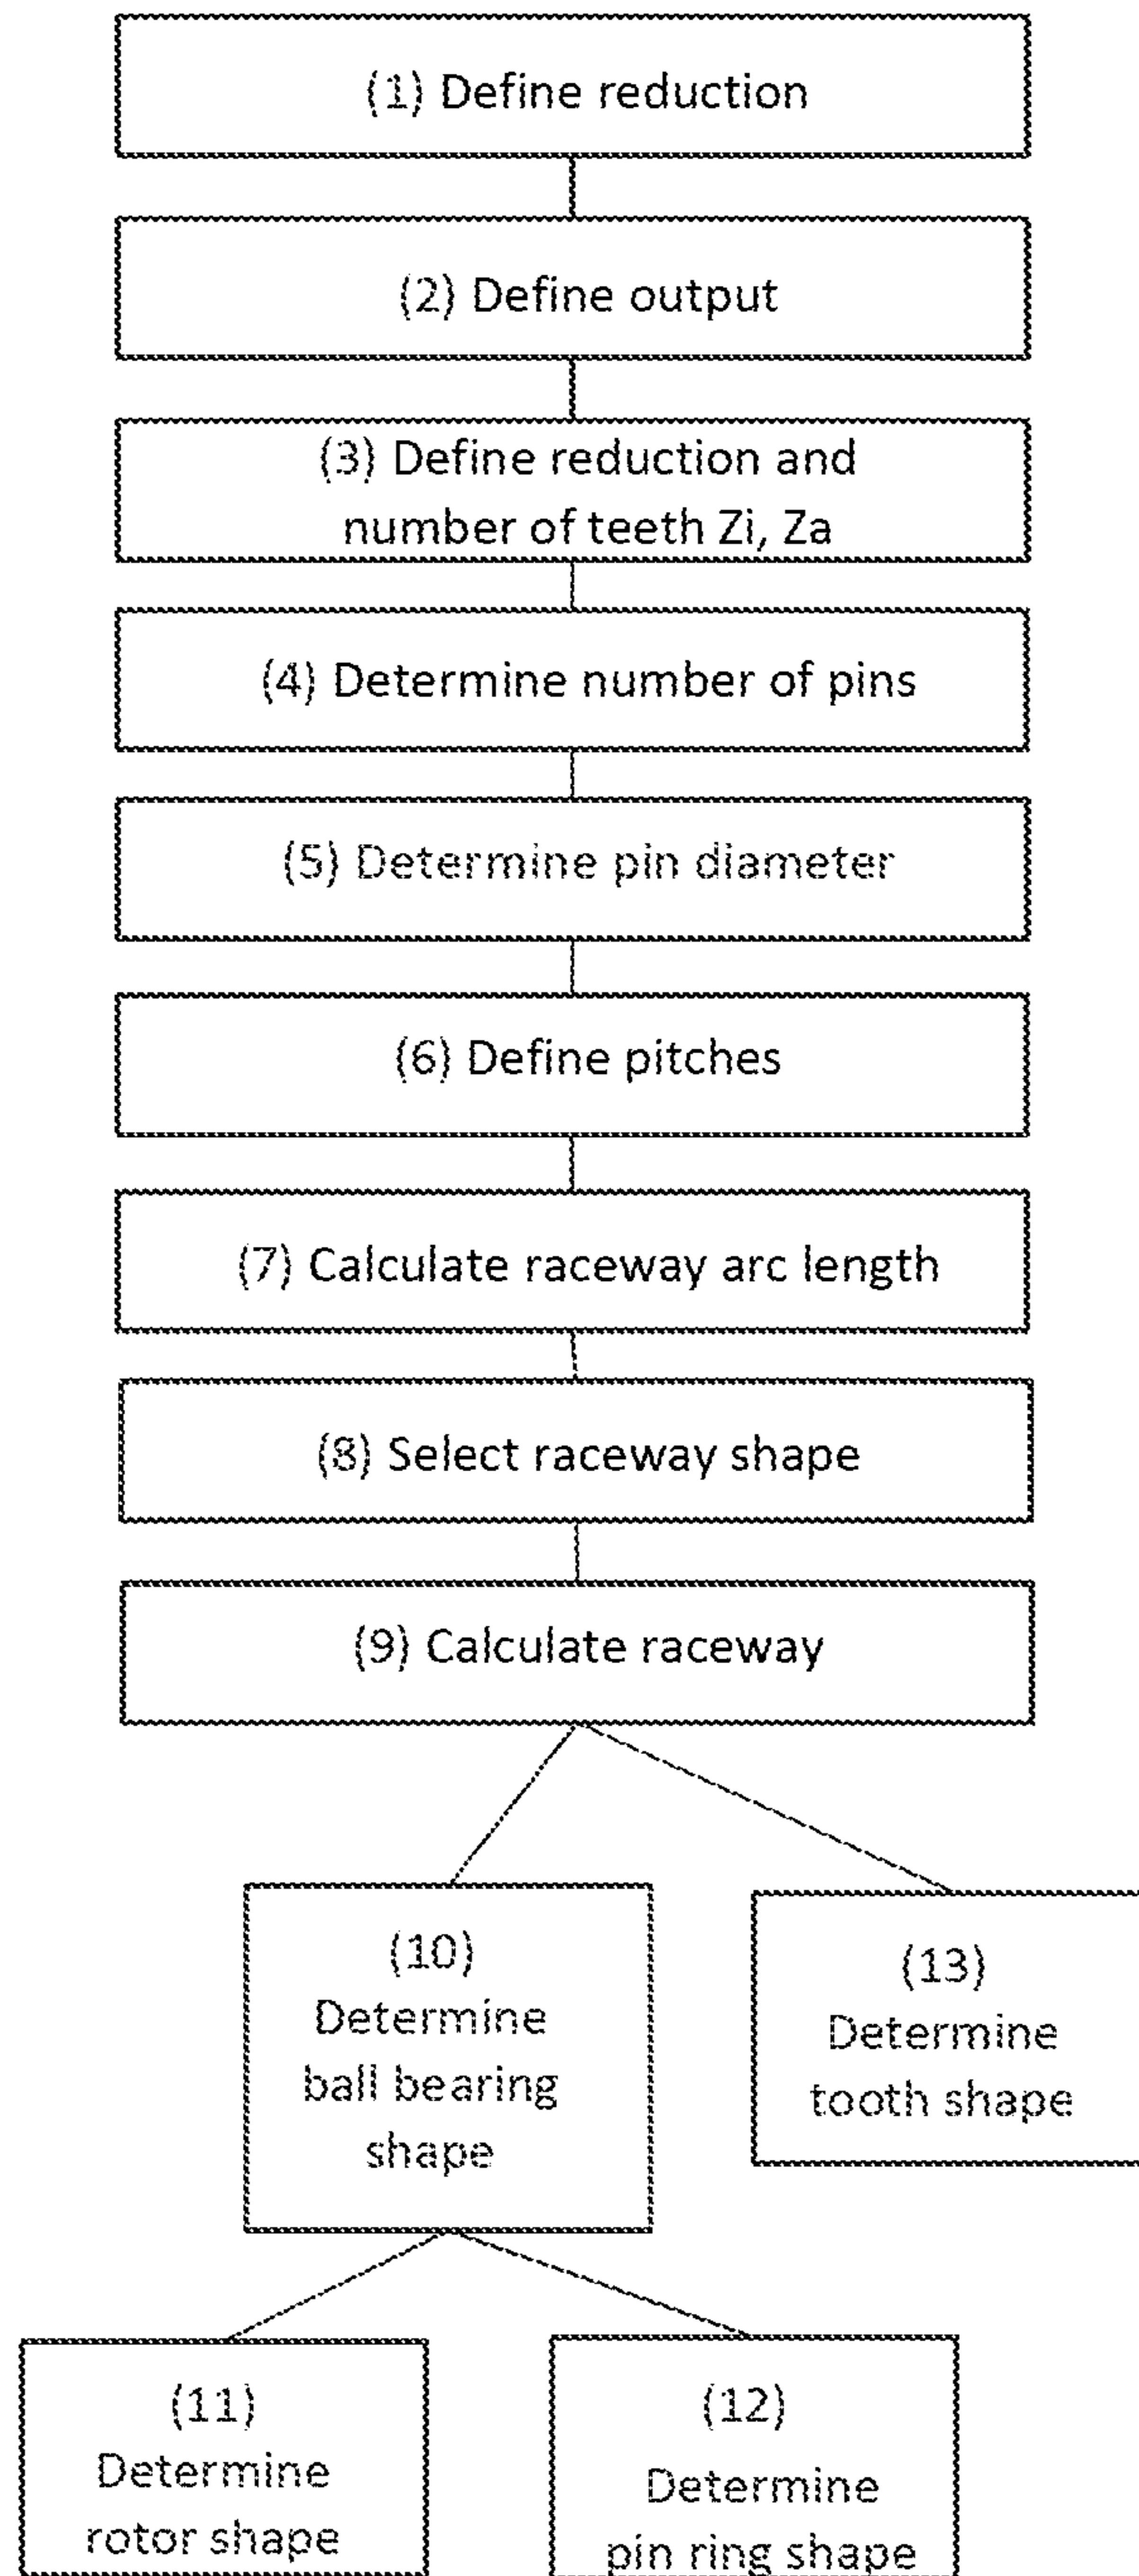 (1) Define reduction
(2) Define output
(3) Define reduction and
number of teeth Zi, Za
(4) Determine number of pins
(5) Determine pin diameter
(6) Define pitches
(7) Calculate raceway arc length
(8) Select raceway shape
(9) Calculate raceway
(10)
Determine
ball bearing
shape
(13)
Determine
tooth shape
(11)
Determine
rotor shape
(12)
Determine
pin ring shape